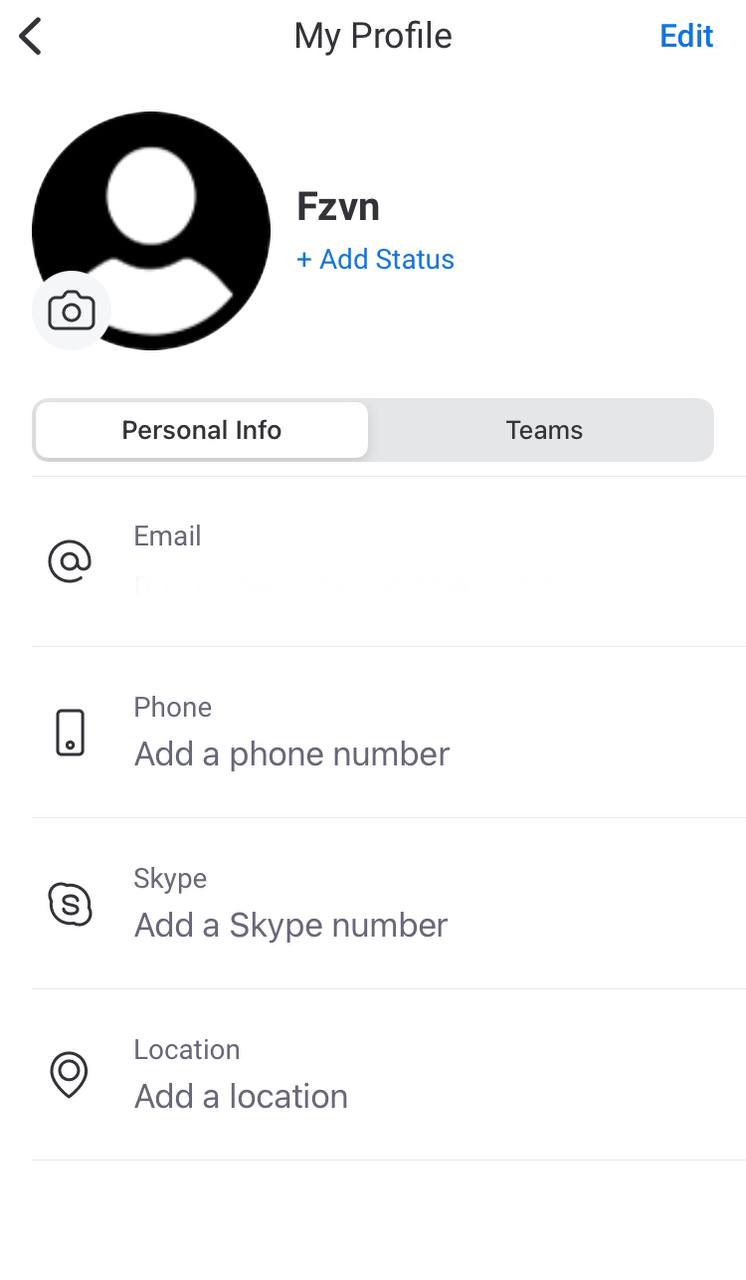 My Profile
Edit
Fzvn
+ Add Status
Personal Info
Teams
Email
Phone
Add a phone number
Skype
Add a Skype number
Location
Add a location